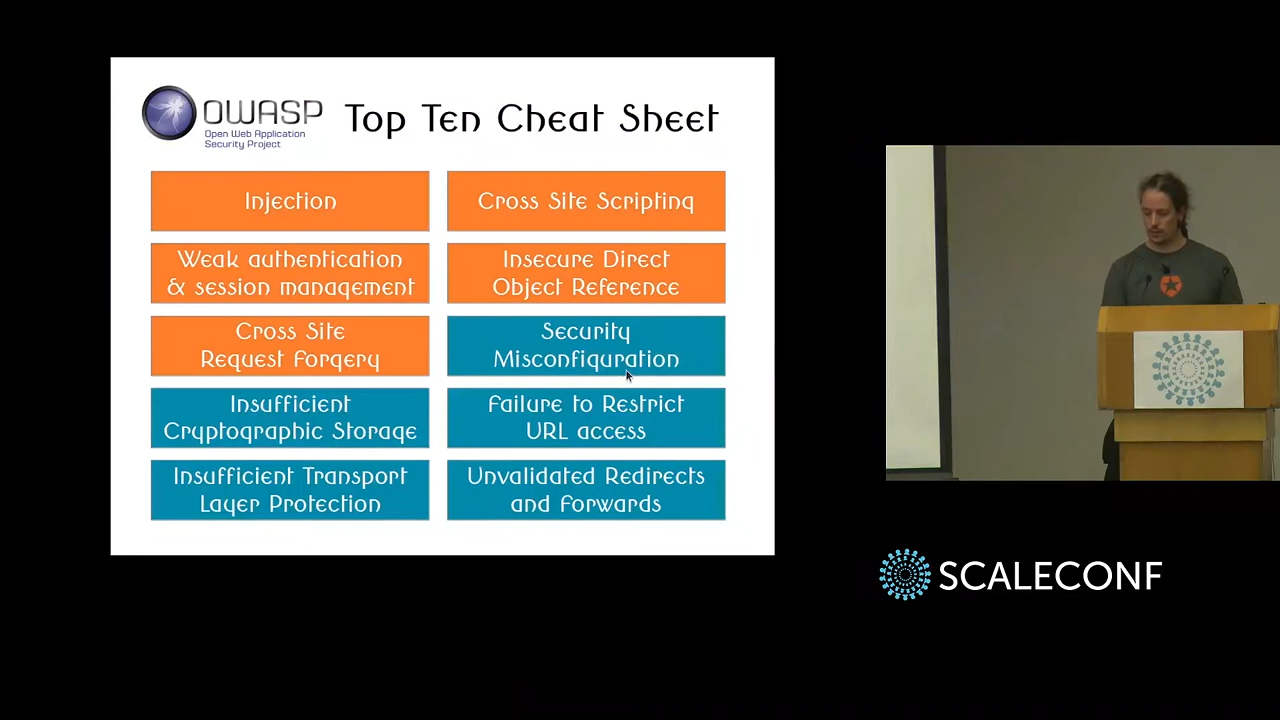 OWASP
Open Web Application
Security Project
Top Ten Cheat Sheet
Injection
Cross Site Scripting
Weak authentication
& session management
Insecure Direct
Object Reference
Cross Site
Request Forgery
Security
Misconfiguration
Insufficient
Cryptographic Storage
Failure to Restrict
URL access
Insufficient Transport
Layer Protection
Unvalidated Redirects
and Forwards
SCALECONF